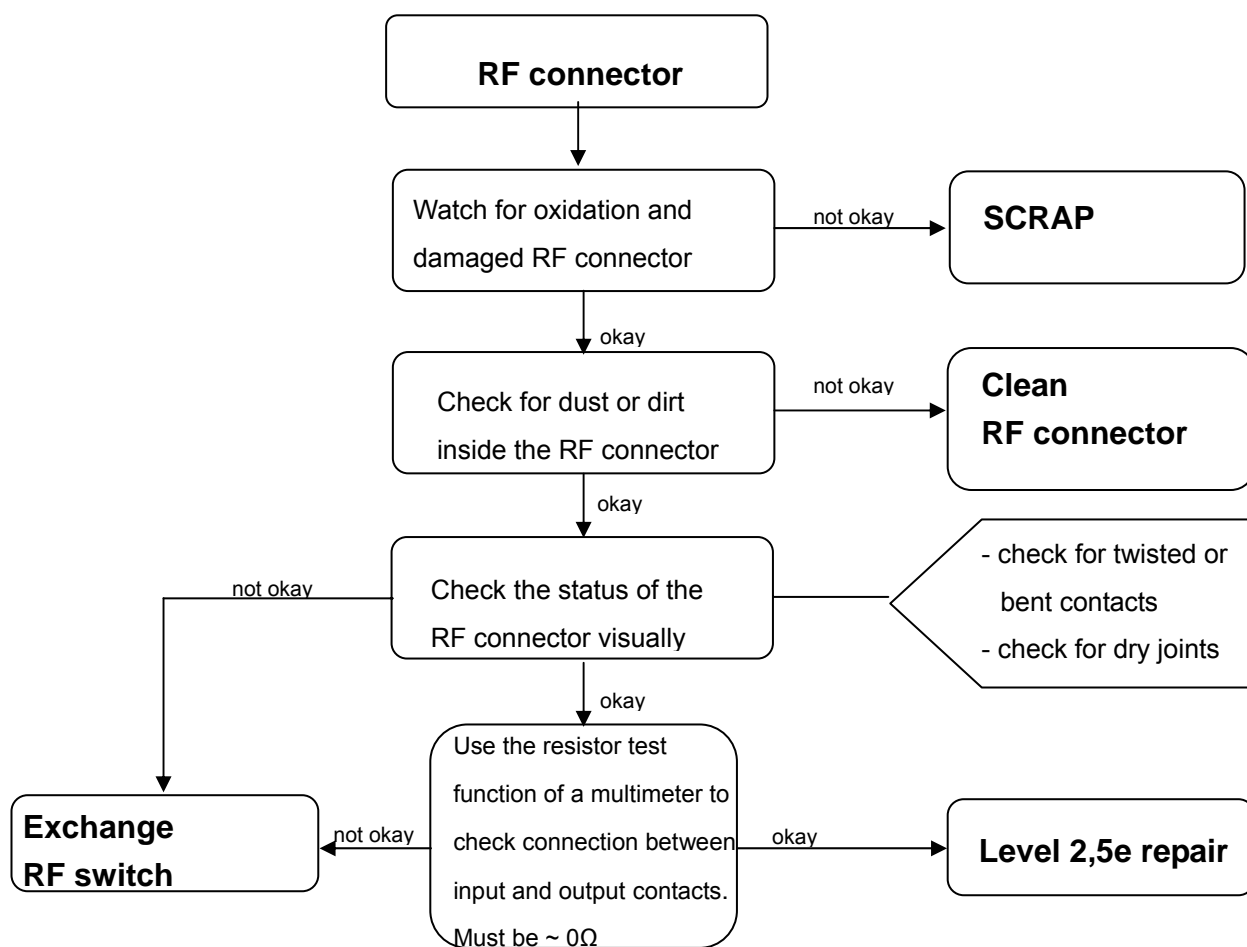 RF connector
Watch for oxidation and
damaged RF connector
not okay
SCRAP
okay
Check for dust or dirt
inside the RF connector
not okay
Clean
RF connector
okay
Check the status of the
RF connector visually
not okay
- check for twisted or
bent contacts
- check for dry joints
okay
Use the resistor test
function of a multimeter to
check connection between
input and output contacts.
Must be ~ 0Ω
not okay
Exchange
RF switch
okay
Level 2,5e repair